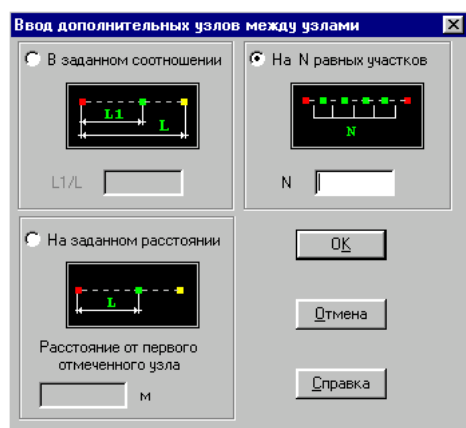 Ввод дополнительных узлов между узлами
В заданном соотношении
L1
L
L1/L
На N равных участков
N
N
На заданном расстоянии
L
Расстояние от первого
отмеченного узла
м
OK
Отмена
Справка